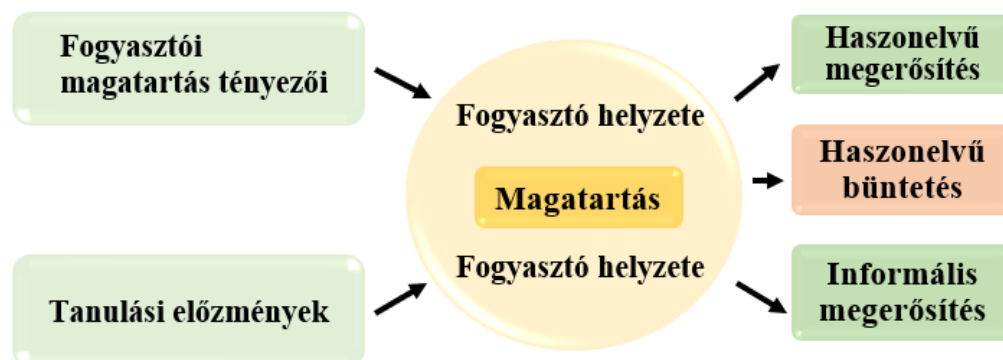 Fogyasztói
magatartás tényezői
Tanulási előzmények
Fogyasztó helyzete
Magatartás
Fogyasztó helyzete
Haszonelvű
megerősítés
Haszonelvű
büntetés
Informális
megerősítés